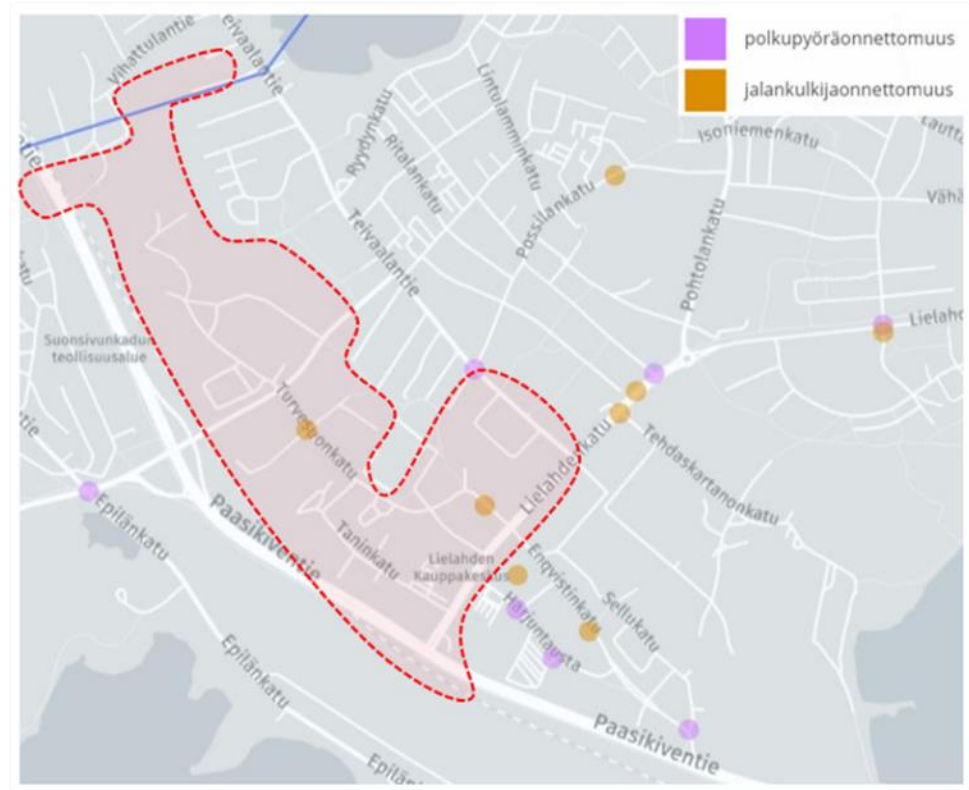 polkupyöräonnettomuus
jalankulkijaonnettomuus
Vihattulantie
Lintulamminkatu
Isoniemenkatu
Ryydynkatu
Ritalankatu
Possilankatu
Teivaalantie
Pohtolankatu
Suonsivunkadun
teollisuusalue
Lielahdenkatu
Tehdaskartanonkatu
Paasikiventie
Epilänkatu
Taninkatu
Lielahden
Kauppakeskus
Enqvistinkatu
Harjuntausta
Sellukatu
Epilänkatu
Paasikiventie